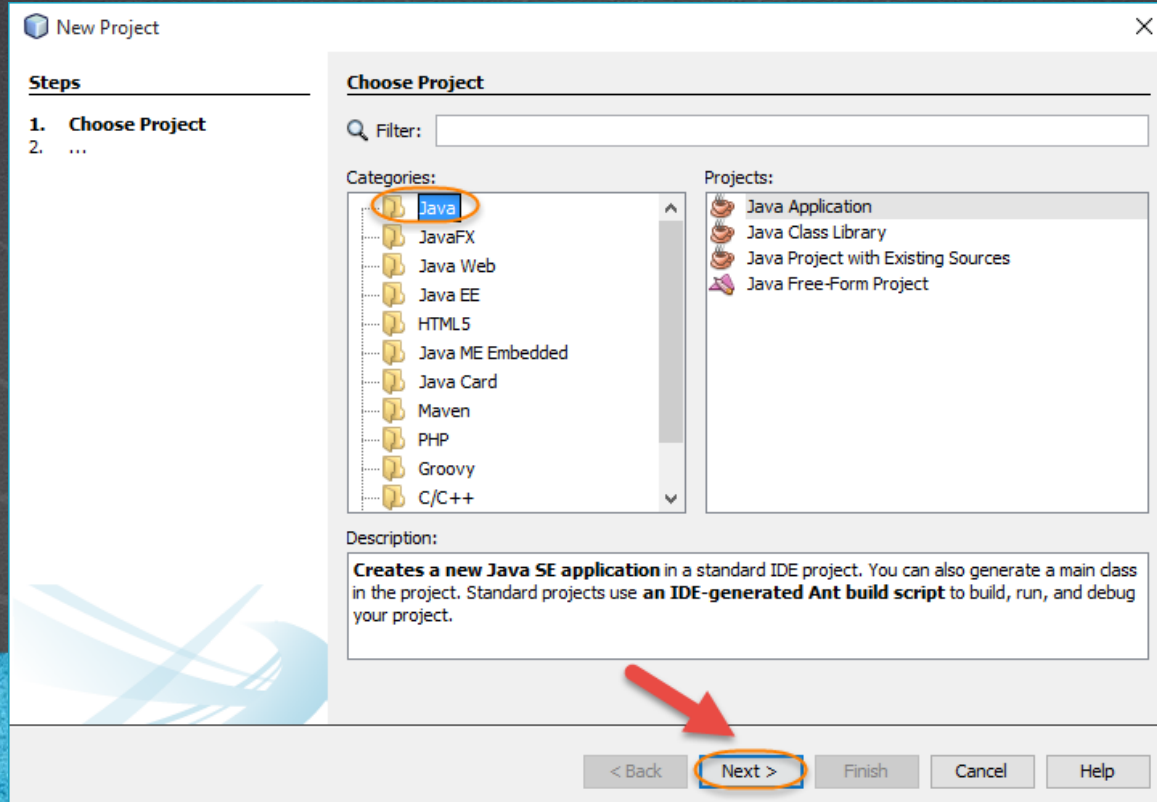 New Project
Steps
1. Choose Project
2. ...
Choose Project
Filter:
Categories:
Java
JavaFX
Java Web
Java EE
HTML5
Java ME Embedded
Java Card
Maven
PHP
Groovy
C/C++
Projects:
Java Application
Java Class Library
Java Project with Existing Sources
Java Free-Form Project
Description:
Creates a new Java SE application in a standard IDE project. You can also generate a main class
in the project. Standard projects use an IDE-generated Ant build script to build, run, and debug
your project.
< Back Next > Finish Cancel Help